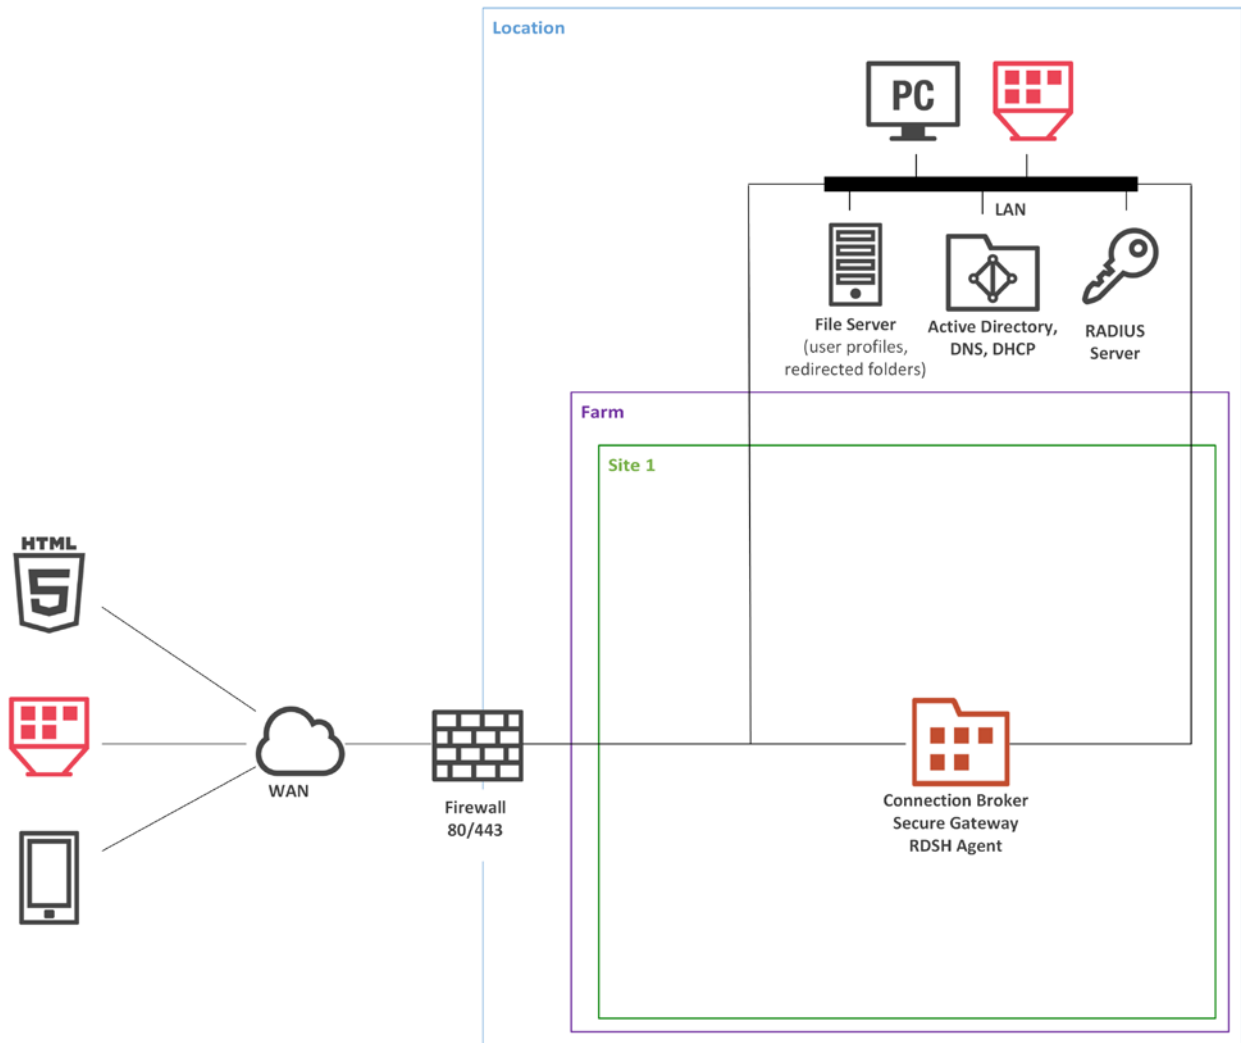 Location
PC
LAN
File Server
(user profiles,
redirected folders)
Active Directory,
DNS, DHCP
RADIUS
Server
Farm
Site 1
HTML
5
WAN
Firewall
80/443
Connection Broker
Secure Gateway
RDSH Agent